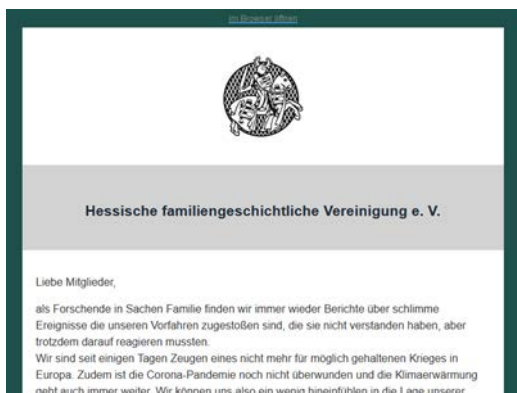 Im Browser öffnen
Hessische familiengeschichtliche Vereinigung e. V.
Liebe Mitglieder,
als Forschende in Sachen Familie finden wir immer wieder Berichte über schlimme
Ereignisse die unseren Vorfahren zugestoßen sind, die sie nicht verstanden haben, aber
trotzdem darauf reagieren mussten.
Wir sind seit einigen Tagen Zeugen eines nicht mehr für möglich gehaltenen Krieges in
Europa. Zudem ist die Corona-Pandemie noch nicht überwunden und die Klimaerwärmung
geht auch immer weiter. Wir können uns also ein wenig hineinfühlen in die Lage unserer